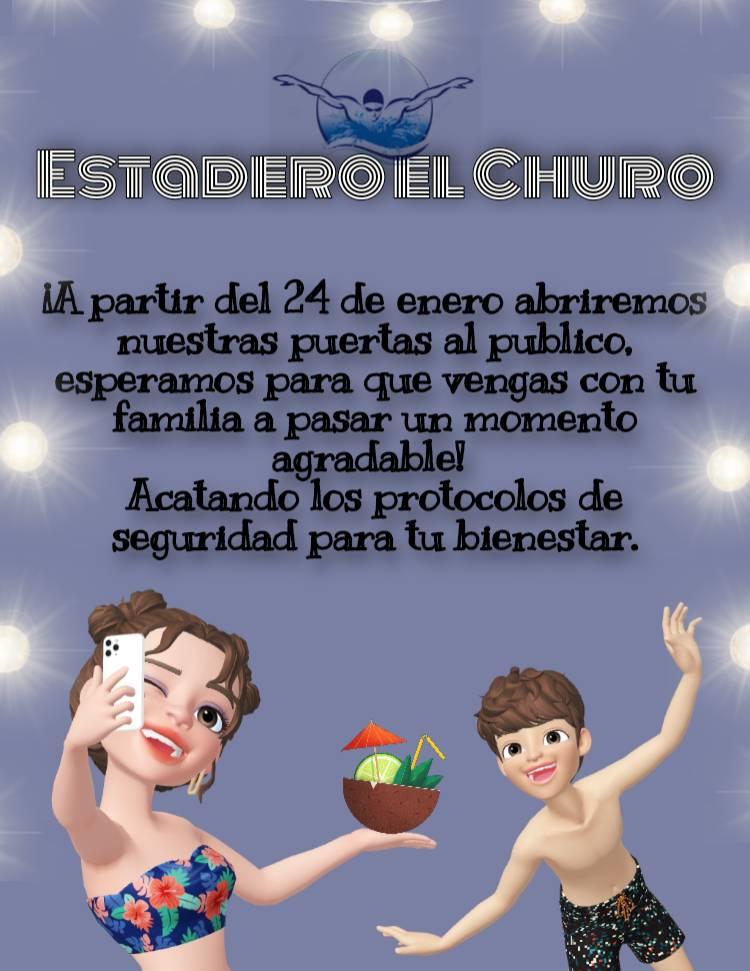 Estadero el Churo
¡A partir del 24 de enero abriremos
nuestras puertas al publico,
esperamos para que vengas con tu
familia a pasar un momento
agradable!
Acatando los protocolos de
seguridad para tu bienestar.